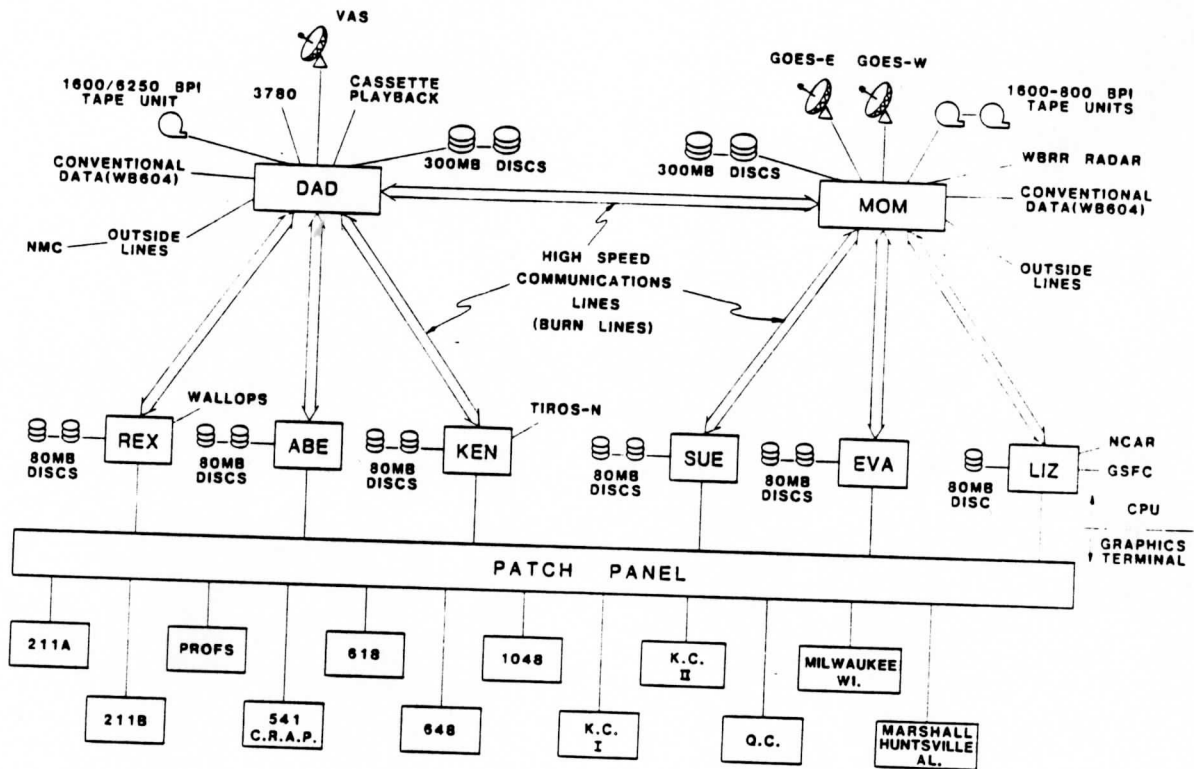 VAS
GOES-E
GOES-W
1600/6250 BPI
TAPE UNIT
3780
CASSETTE
PLAYBACK
1600-800 BPI
TAPE UNITS
300MB DISCS
300MB DISCS
WBRR RADAR
CONVENTIONAL
DATA(WB604)
DAD
MOM
CONVENTIONAL
DATA(WB604)
NMC
OUTSIDE
LINES
HIGH SPEED
COMMUNICATIONS
LINES
(BURN LINES)
OUTSIDE
LINES
WALLOPS
TIROS-N
REX
ABE
KEN
SUE
EVA
LIZ
NCAR
GSFC
80MB
DISCS
80MB
DISCS
80MB
DISCS
80MB
DISCS
80MB
DISCS
80MB
DISC
CPU
GRAPHICS
TERMINAL
PATCH PANEL
211A
PROFS
618
1048
K.C.
II
MILWAUKEE
WI.
211B
541
C.R.A.P.
648
K.C.
I
Q.C.
MARSHALL
HUNTSVILLE
AL.